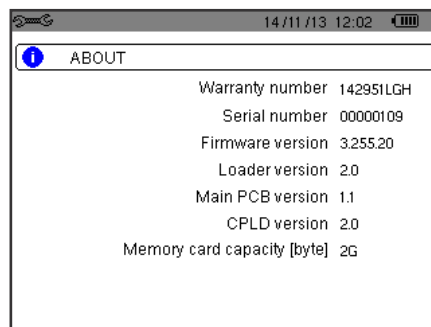 14/11/13 12:02
ABOUT
Warranty number 142951LGH
Serial number 00000109
Firmware version 3.255.20
Loader version 2.0
Main PCB version 1.1
CPLD version 2.0
Memory card capacity [byte] 2G